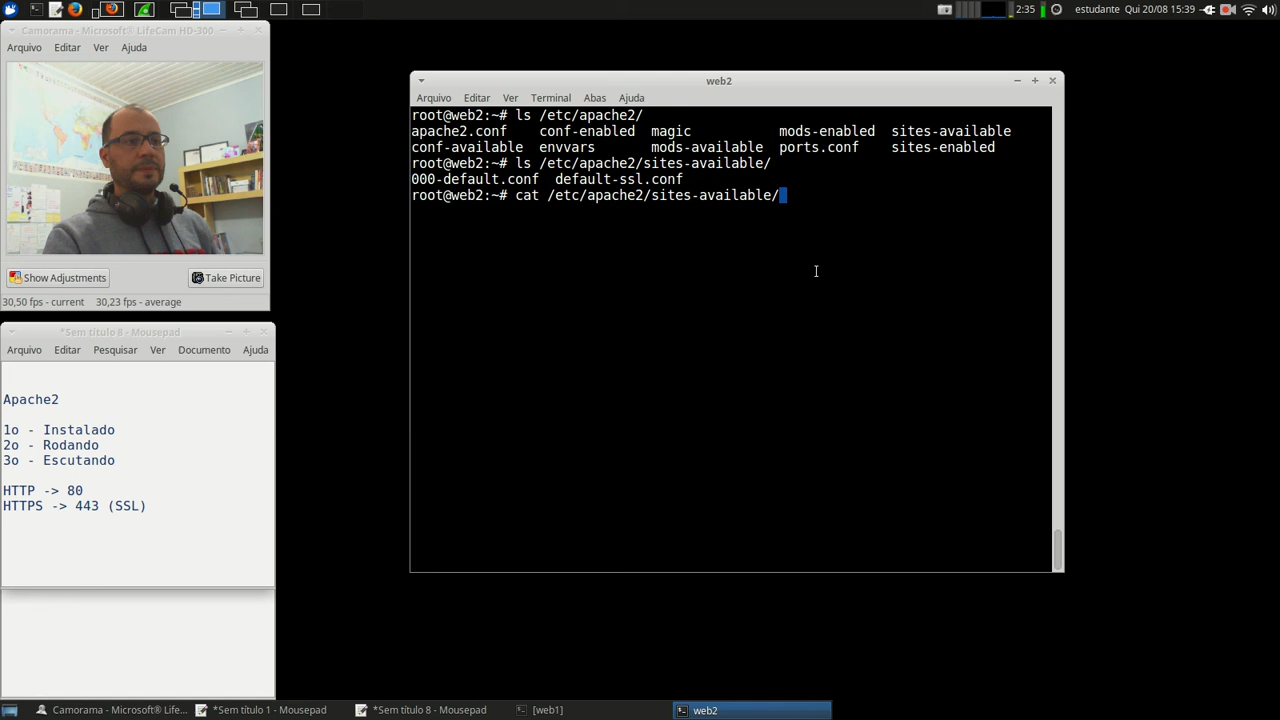 2:35
estudante
Qui 20/08 15:39
Camorama - Microsoft® LifeCam HD-300
Arquivo Editar Ver Ajuda
Show Adjustments
Take Picture
30,50 fps - current 30,23 fps - average
*Sem título 8 - Mousepad
Arquivo Editar Pesquisar Ver Documento Ajuda
Apache2
1o - Instalado
2o - Rodando
3o - Escutando
HTTP -> 80
HTTPS -> 443 (SSL)
web2
Arquivo Editar Ver Terminal Abas Ajuda
root@web2:~# ls /etc/apache2/
apache2.conf conf-enabled magic mods-enabled sites-available
conf-available envvars mods-available ports.conf sites-enabled
root@web2:~# ls /etc/apache2/sites-available/
000-default.conf default-ssl.conf
root@web2:~# cat /etc/apache2/sites-available/
Camorama - Microsoft® Life...
*Sem título 1 - Mousepad
*Sem título 8 - Mousepad
[web1]
web2